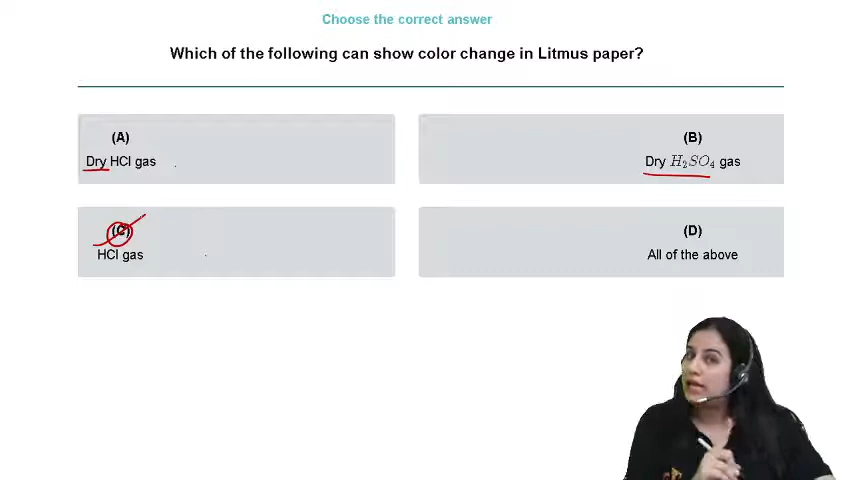 Choose the correct answer
Which of the following can show color change in Litmus paper?
(A)
Dry HCl gas
(B)
Dry H₂SO₄ gas
(C)
HCl gas
(D)
All of the above